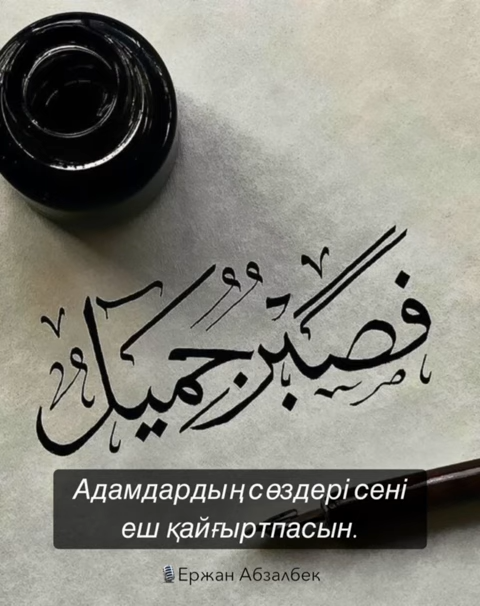 فصبر جميل
Адамдардың сөздері сені
еш қайғыртпасын.
Ержан Абзалбек